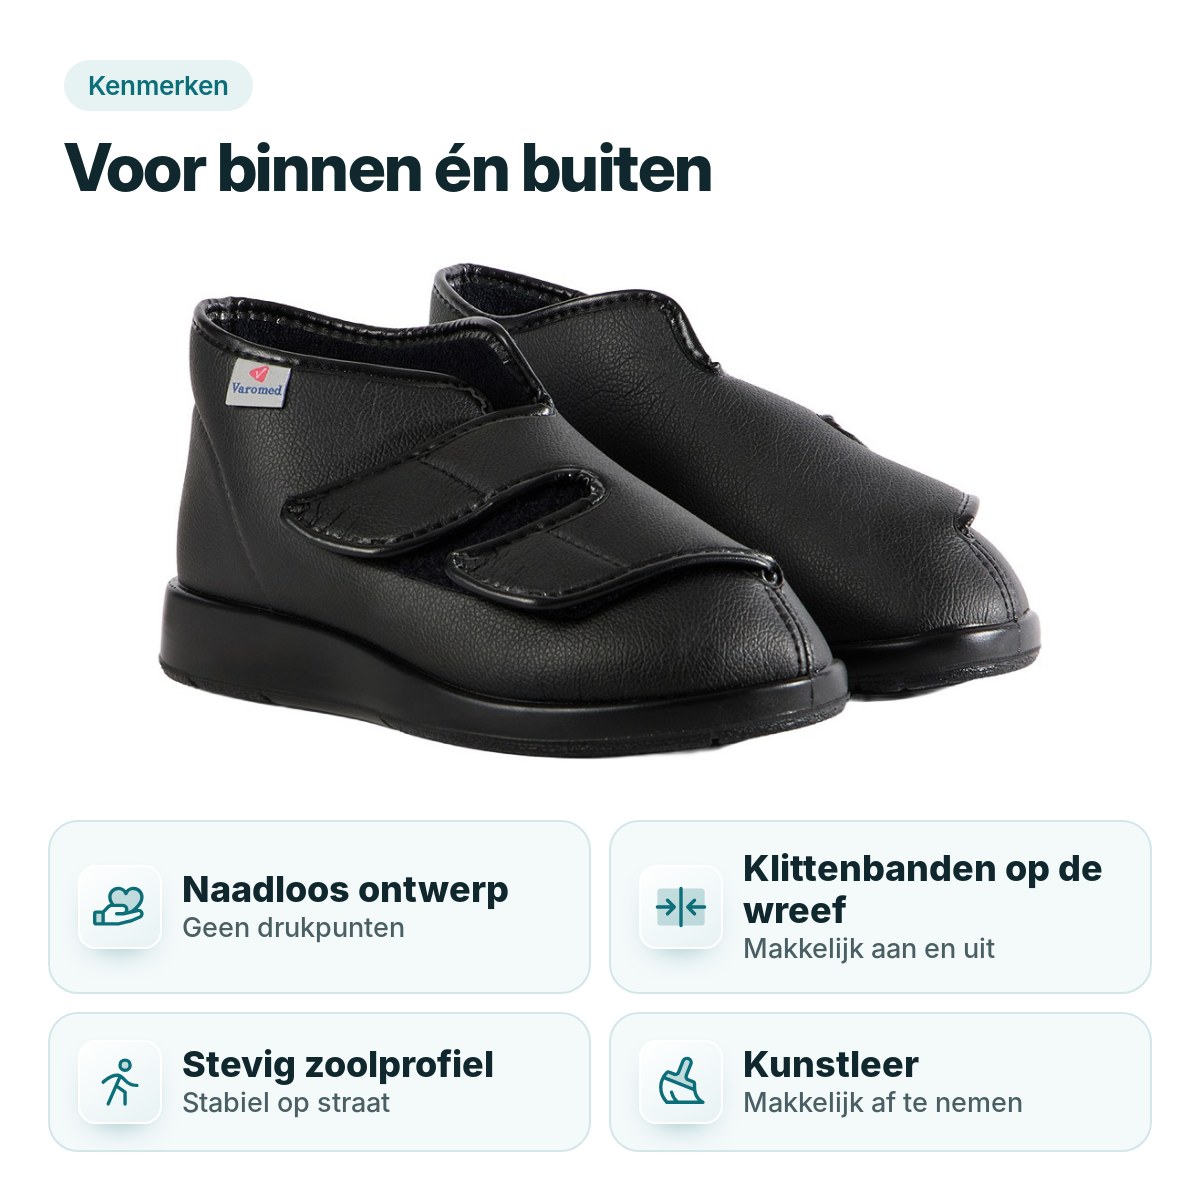 Kenmerken
Voor binnen én buiten
Varomed
Naadloos ontwerp
Geen drukpunten
Klittenbanden op de
wreef
Makkelijk aan en uit
Stevig zoolprofiel
Stabiel op straat
Kunstleer
Makkelijk af te nemen